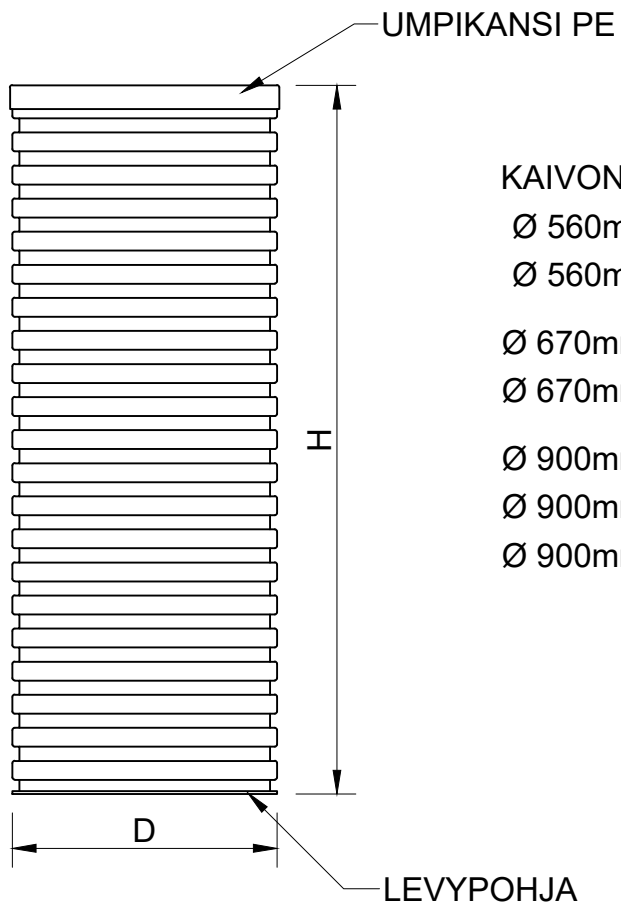 UMPIKANSI PE
KAIVON
Ø 560m
Ø 560m
Ø 670m
Ø 670m
Ø 900m
Ø 900m
Ø 900m
H
D
LEVYPOHJA